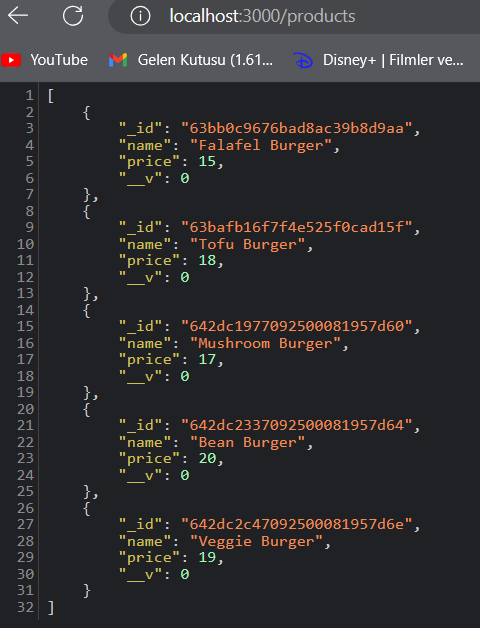 localhost:3000/products
YouTube Gelen Kutusu (1.61... Disney+ | Filmler ve...
1 [
2 {
3 "_id": "63bb0c9676bad8ac39b8d9aa",
4 "name": "Falafel Burger",
5 "price": 15,
6 "__v": 0
7 },
8 {
9 "_id": "63bafb16f7f4e525f0cad15f",
10 "name": "Tofu Burger",
11 "price": 18,
12 "__v": 0
13 },
14 {
15 "_id": "642dc1977092500081957d60",
16 "name": "Mushroom Burger",
17 "price": 17,
18 "__v": 0
19 },
20 {
21 "_id": "642dc2337092500081957d64",
22 "name": "Bean Burger",
23 "price": 20,
24 "__v": 0
25 },
26 {
27 "_id": "642dc2c47092500081957d6e",
28 "name": "Veggie Burger",
29 "price": 19,
30 "__v": 0
31 }
32 ]